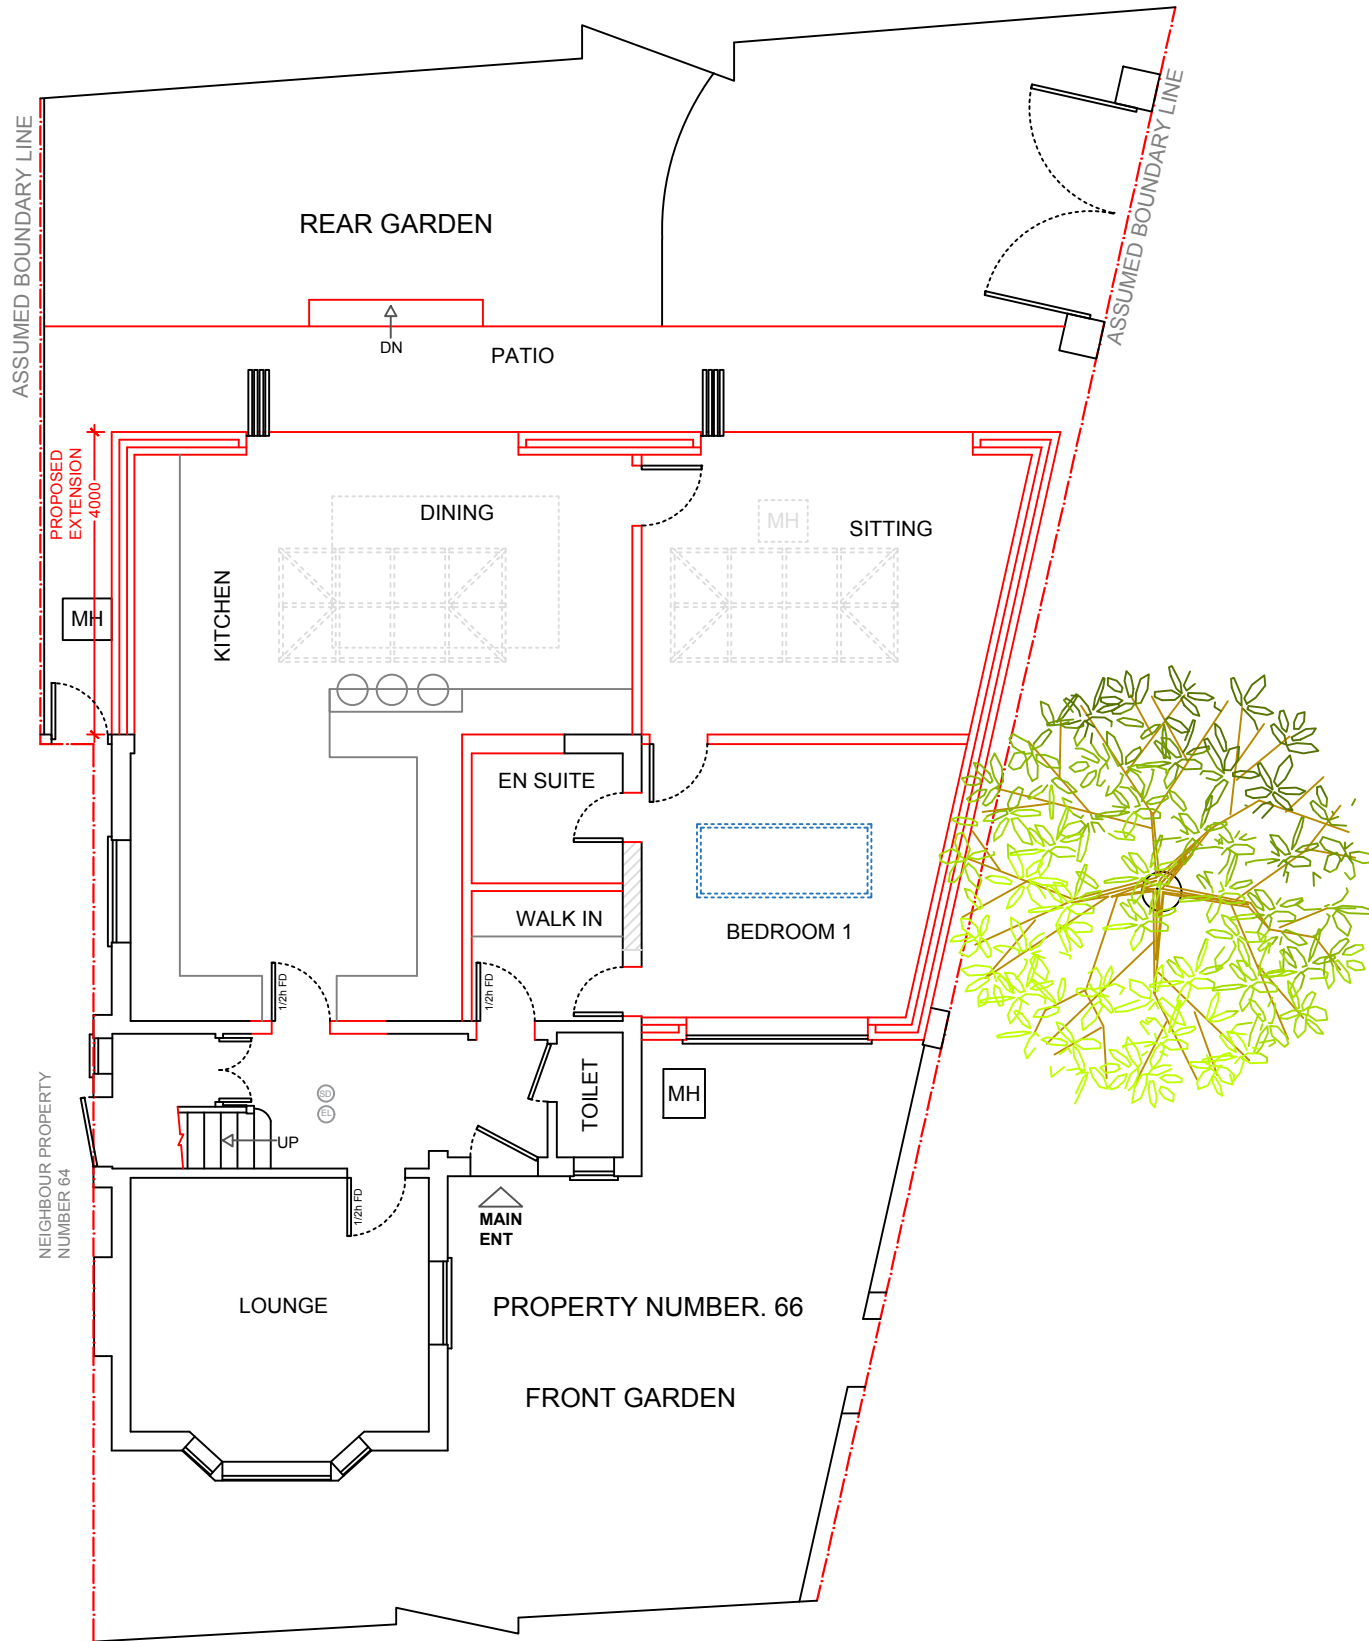 ASSUMED BOUNDARY LINE
ASSUMED BOUNDARY LINE
REAR GARDEN
DN
PATIO
PROPOSED
EXTENSION
4000
DINING
MH
SITTING
KITCHEN
MH
EN SUITE
WALK IN
BEDROOM 1
1/2h FD
1/2h FD
SD
EL
TOILET
MH
UP
NEIGHBOUR PROPERTY
NUMBER 64
1/2h FD
MAIN
ENT
LOUNGE
PROPERTY NUMBER. 66
FRONT GARDEN